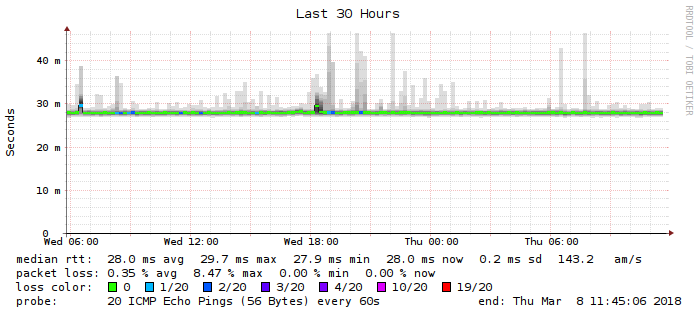 Last 30 Hours
RRDTOOL / TOBI OETIKER
Seconds
40 m
30 m
20 m
10 m
0
Wed 06:00 Wed 12:00 Wed 18:00 Thu 00:00 Thu 06:00
median rtt: 28.0 ms avg 29.7 ms max 27.9 ms min 28.0 ms now 0.2 ms sd 143.2 am/s
packet loss: 0.35 % avg 8.47 % max 0.00 % min 0.00 % now
loss color: 0 1/20 2/20 3/20 4/20 10/20 19/20
probe: 20 ICMP Echo Pings (56 Bytes) every 60s end: Thu Mar 8 11:45:06 2018